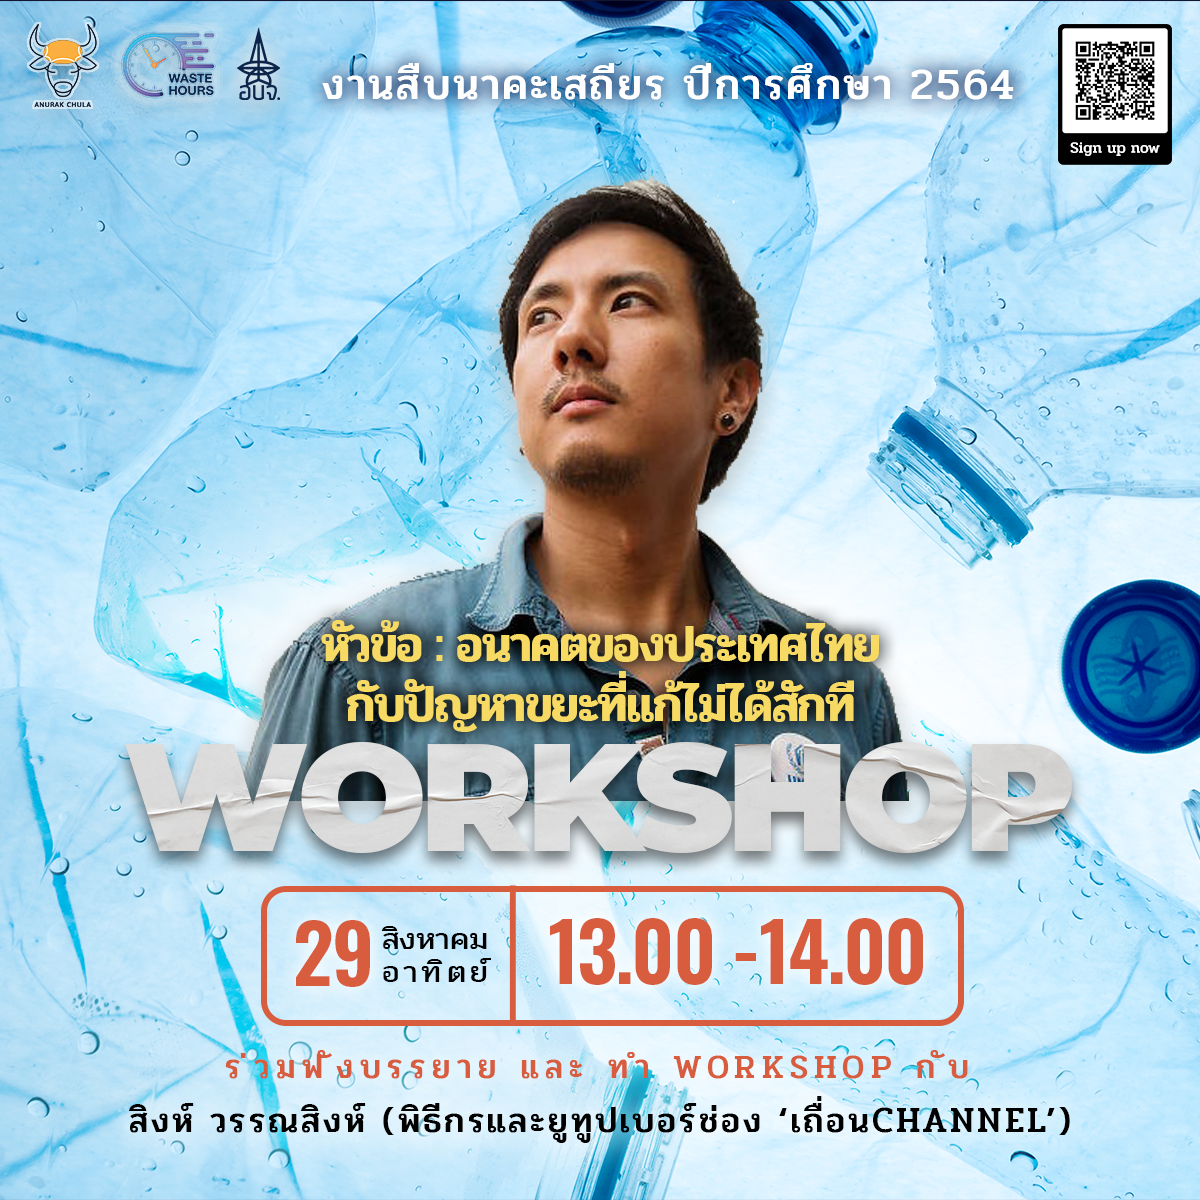 ANURAK CHULA
WASTE
HOURS
อบจ.
งานสืบนาคะเสถียร ปีการศึกษา 2564
Sign up now
หัวข้อ : อนาคตของประเทศไทย
กับปัญหาขยะที่แก้ไม่ได้สักที
WORKSHOP
29 สิงหาคม
อาทิตย์
13.00 -14.00
ร่วมฟังบรรยาย และ ทำ WORKSHOP กับ
สิงห์ วรรณสิงห์ (พิธีกรและยูทูปเบอร์ช่อง ‘เถื่อนCHANNEL’)